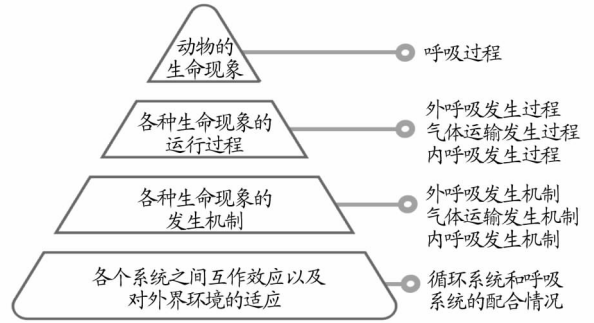 动物的
生命现象
呼吸过程
各种生命现象的
运行过程
外呼吸发生过程
气体运输发生过程
内呼吸发生过程
各种生命现象的
发生机制
外呼吸发生机制
气体运输发生机制
内呼吸发生机制
各个系统之间互作效应以及
对外界环境的适应
循环系统和呼吸
系统的配合情况